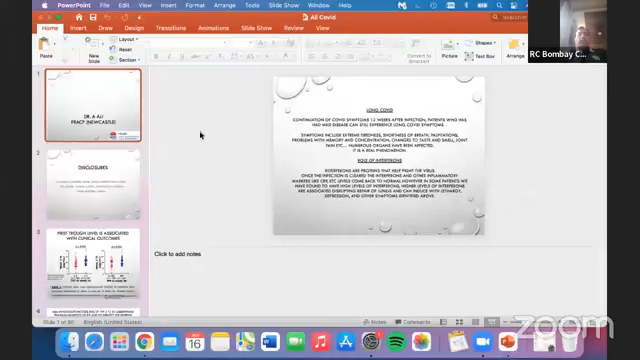 PowerPoint File Edit View Insert Format Arrange Tools Slide Show
All Covid
Home Insert Draw Design Transitions Animations Slide Show
Paste
New
Slide
Layout
Reset
Section
Convert to
SmartArt
Picture
Shapes
Text Box
Arrange
RC Bombay C...
1
DR. A ALI
FRACP (NEWCASTLE)
2
DISCLOSURES
3
FIRST TROUGH LEVEL IS ASSOCIATED
WITH CLINICAL OUTCOMES
4
LONG COVID
CONTINUATION OF COVID SYMPTOMS 12 WEEKS AFTER INFECTION, PATIENTS WHO HAS
HAD MILD DISEASE CAN STILL EXPERIENCE LONG COVID SYMPTOMS
SYMPTOMS INCLUDE EXTREME TIREDNESS, SHORTNESS OF BREATH, PALPITATIONS,
PROBLEMS WITH MEMORY AND CONCENTRATION, CHANGES TO TASTE AND SMELL, JOINT
PAIN ETC... NUMEROUS ORGANS HAVE BEEN AFFECTED.
IT IS A REAL PHENOMENON.
ROLE OF INTERFERONS
INTERFERONS ARE PROTEINS THAT HELP FIGHT THE VIRUS.
ONCE THE INFECTION IS CLEARED THE INTERFERONS AND OTHER INFLAMMATORY
MARKERS LIKE CRP, ETC LEVELS COME BACK TO NORMAL.HOWEVER IN SOME PATIENTS WE
HAVE FOUND TO HAVE HIGH LEVELS OF INTERFERONS, HIGHER LEVELS OF INTERFERONS
ARE ASSOCIATED DISRUPTING REPAIR OF LUNGS AND CAN INDUCE WITH LETHARGY,
DEPRESSION, AND OTHER SYMPTOMS IDENTIFIED ABOVE.
Click to add notes
Slide 1 of 80 English (United States)
Notes Comments
JAN
16
zoom